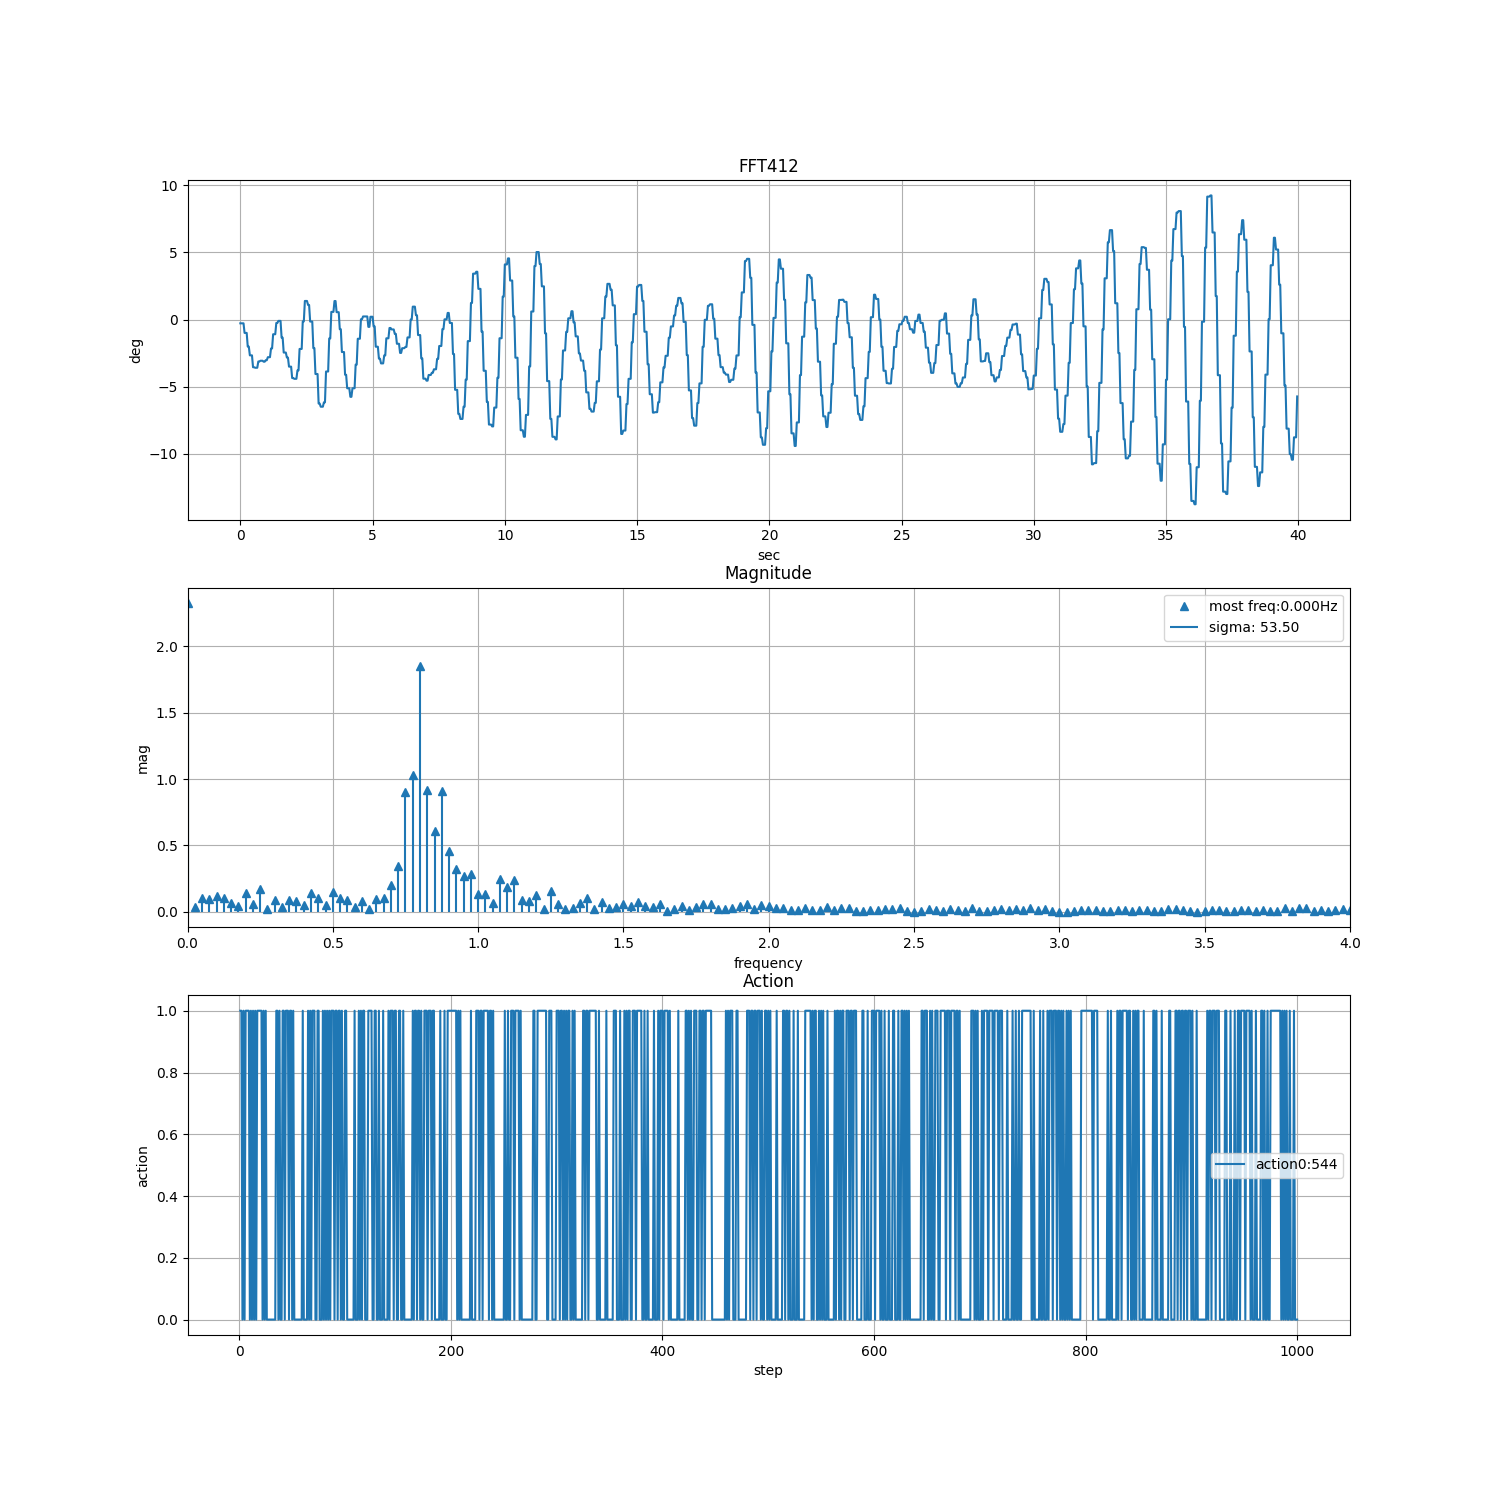 FFT412
10
5
0
−5
−10
deg
0 5 10 15 20 25 30 35 40
sec
Magnitude
most freq:0.000Hz
sigma: 53.50
2.0
1.5
1.0
0.5
0.0
mag
0.0 0.5 1.0 1.5 2.0 2.5 3.0 3.5 4.0
frequency
Action
1.0
0.8
0.6
0.4
0.2
0.0
action
action0:544
0 200 400 600 800 1000
step